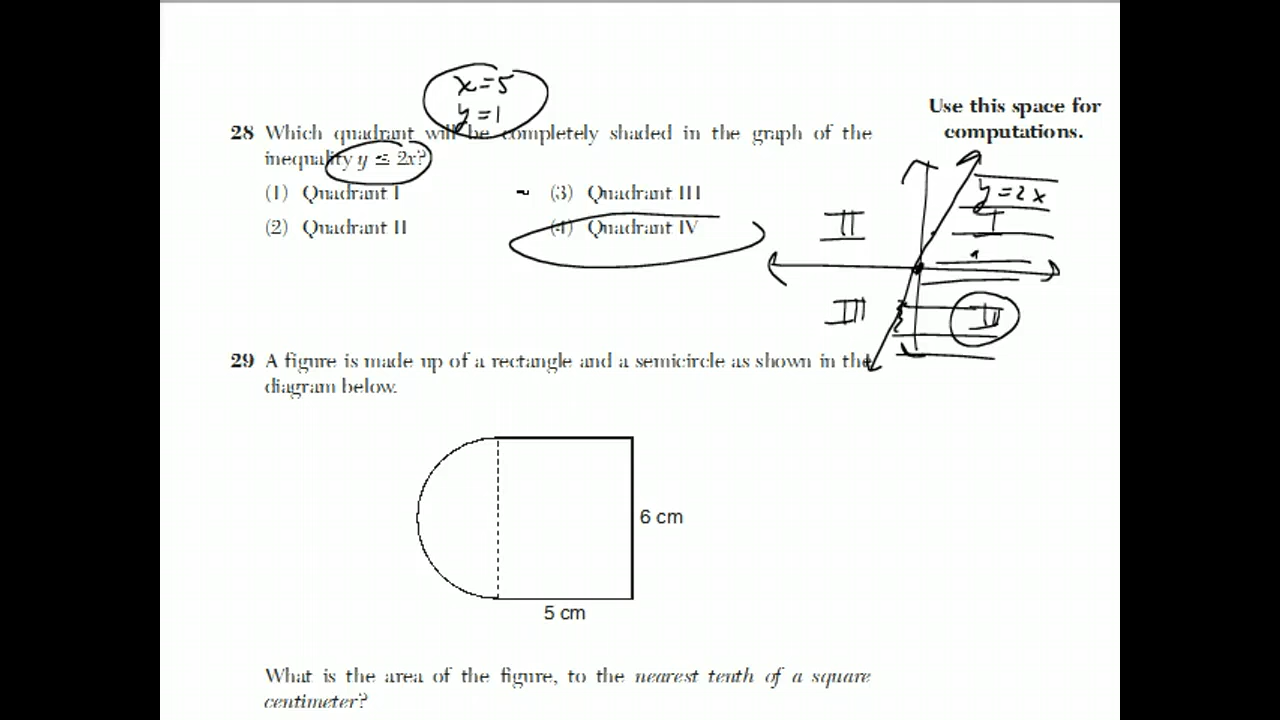 x=5
y=1
Use this space for
computations.
28 Which quadrant will be completely shaded in the graph of the
inequality y ≤ 2x?
(1) Quadrant I
(3) Quadrant III
(2) Quadrant II
(4) Quadrant IV
y=2x
II
I
III
IV
29 A figure is made up of a rectangle and a semicircle as shown in the
diagram below.
6 cm
5 cm
What is the area of the figure, to the nearest tenth of a square
centimeter?